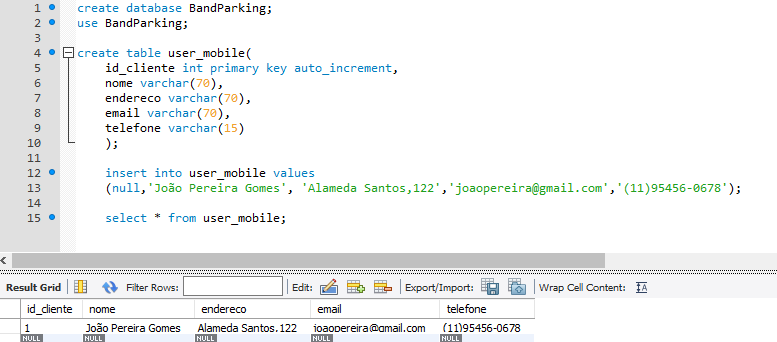 1 create database BandParking;
2 use BandParking;
3
4 create table user_mobile(
5 id_cliente int primary key auto_increment,
6 nome varchar(70),
7 endereco varchar(70),
8 email varchar(70),
9 telefone varchar(15)
10 );
11
12 insert into user_mobile values
13 (null,'João Pereira Gomes', 'Alameda Santos,122','joaopereira@gmail.com','(11)95456-0678');
14
15 select * from user_mobile;
Result Grid Filter Rows: Edit: Export/Import: Wrap Cell Content: IA
id_cliente nome endereco email telefone
1 João Pereira Gomes Alameda Santos,122 joaopereira@gmail.com (11)95456-0678
NULL NULL NULL NULL NULL